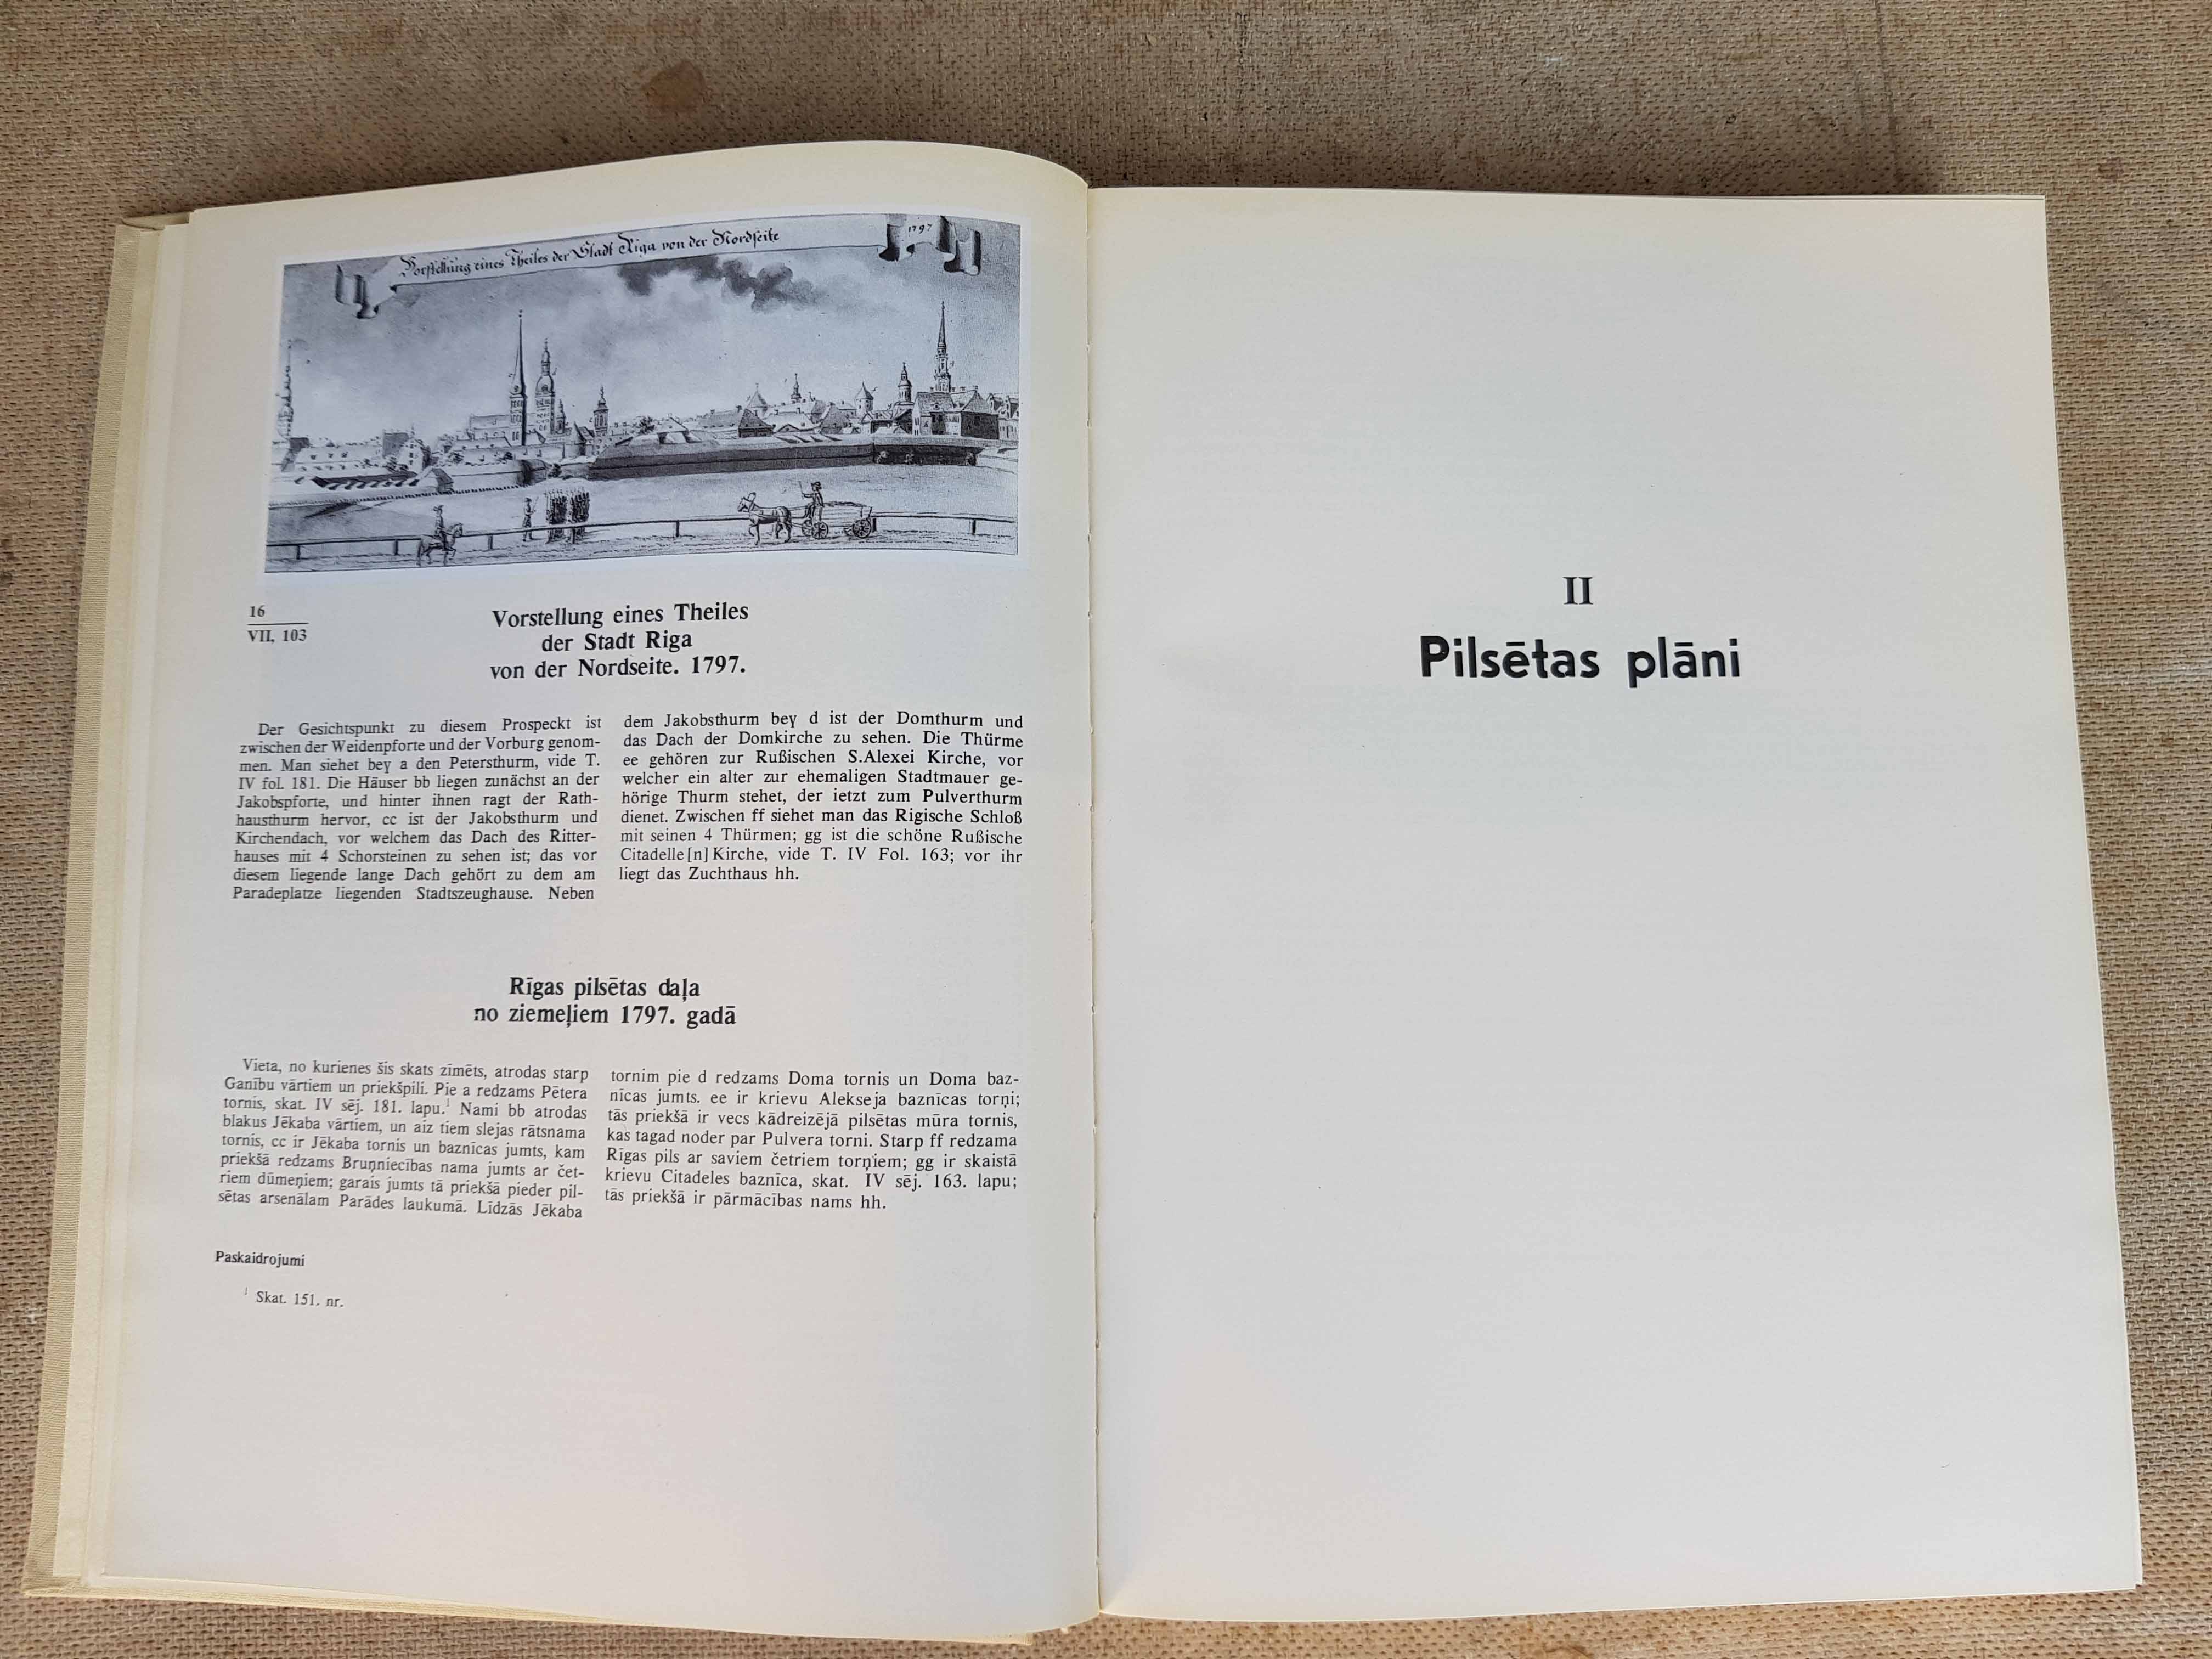 Vorstellung eines Theiles der Stadt Riga von der Nordseite
1797
16
VII, 103
Vorstellung eines Theiles
der Stadt Riga
von der Nordseite. 1797.
Der Gesichtspunkt zu diesem Prospeckt ist
zwischen der Weidenpforte und der Vorburg genom-
men. Man siehet bey a den Petersthurm, vide T.
IV fol. 181. Die Häuser bb liegen zunächst an der
Jakobspforte, und hinter ihnen ragt der Rath-
hausthurm hervor, cc ist der Jakobsthurm und
Kirchendach, vor welchem das Dach des Ritter-
hauses mit 4 Schorsteinen zu sehen ist; das vor
diesem liegende lange Dach gehört zu dem am
Paradeplatze liegenden Stadtszeughause. Neben
dem Jakobsthurm bey d ist der Domthurm und
das Dach der Domkirche zu sehen. Die Thürme
ee gehören zur Rußischen S.Alexei Kirche, vor
welcher ein alter zur ehemaligen Stadtmauer ge-
hörige Thurm stehet, der ietzt zum Pulverthurm
dienet. Zwischen ff siehet man das Rigische Schloß
mit seinen 4 Thürmen; gg ist die schöne Rußische
Citadelle[n] Kirche, vide T. IV Fol. 163; vor ihr
liegt das Zuchthaus hh.
Rīgas pilsētas daļa
no ziemeļiem 1797. gadā
Vieta, no kurienes šis skats zīmēts, atrodas starp
Ganību vārtiem un priekšpili. Pie a redzams Pētera
tornis, skat. IV sēj. 181. lapu.¹ Nami bb atrodas
blakus Jēkaba vārtiem, un aiz tiem slejas rātsnama
tornis, cc ir Jēkaba tornis un baznīcas jumts, kam
priekšā redzams Bruņniecības nama jumts ar čet-
riem dūmeņiem; garais jumts tā priekšā pieder pil-
sētas arsenālam Parādes laukumā. Līdzās Jēkaba
tornim pie d redzams Doma tornis un Doma baz-
nīcas jumts. ee ir krievu Alekseja baznīcas torņi;
tās priekšā ir vecs kādreizējā pilsētas mūra tornis,
kas tagad noder par Pulvera torni. Starp ff redzama
Rīgas pils ar saviem četriem torņiem; gg ir skaistā
krievu Citadeles baznīca, skat. IV sēj. 163. lapu;
tās priekšā ir pārmācības nams hh.
Paskaidrojumi
¹ Skat. 151. nr.
II
Pilsētas plāni